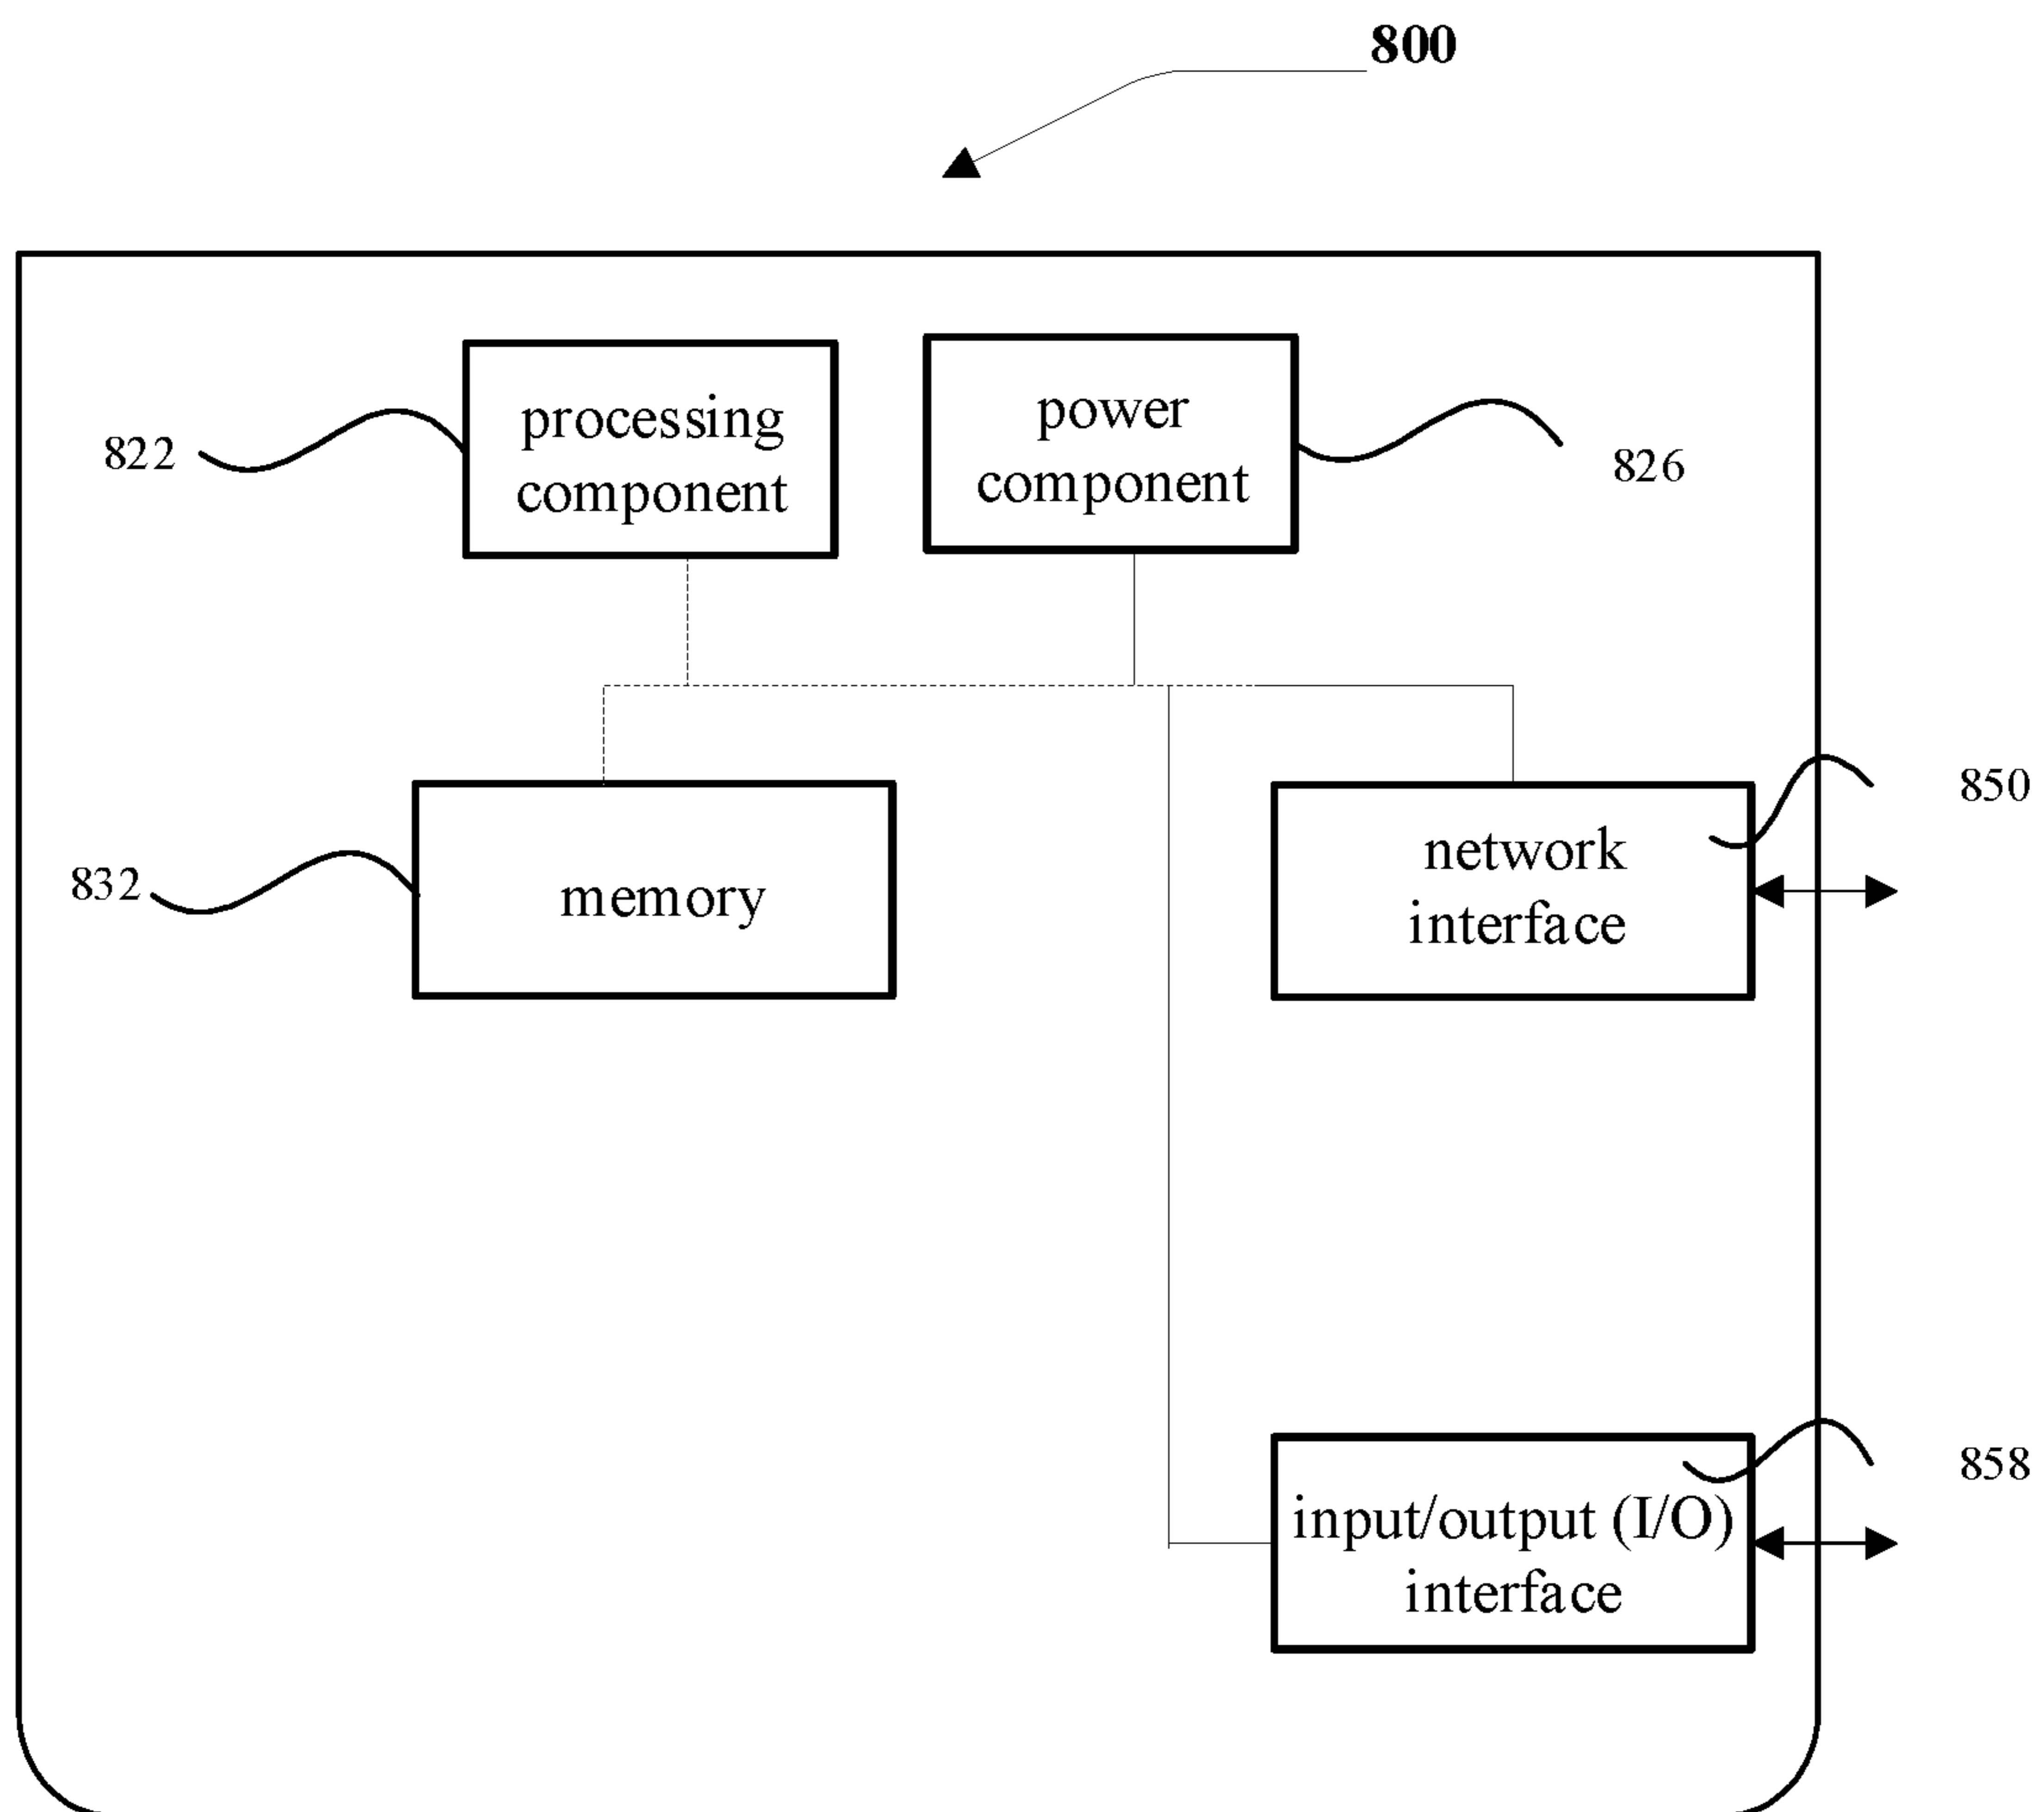 800
processing
component
power
component
822
826
850
network
interface
832
memory
858
input/output (I/O)
interface